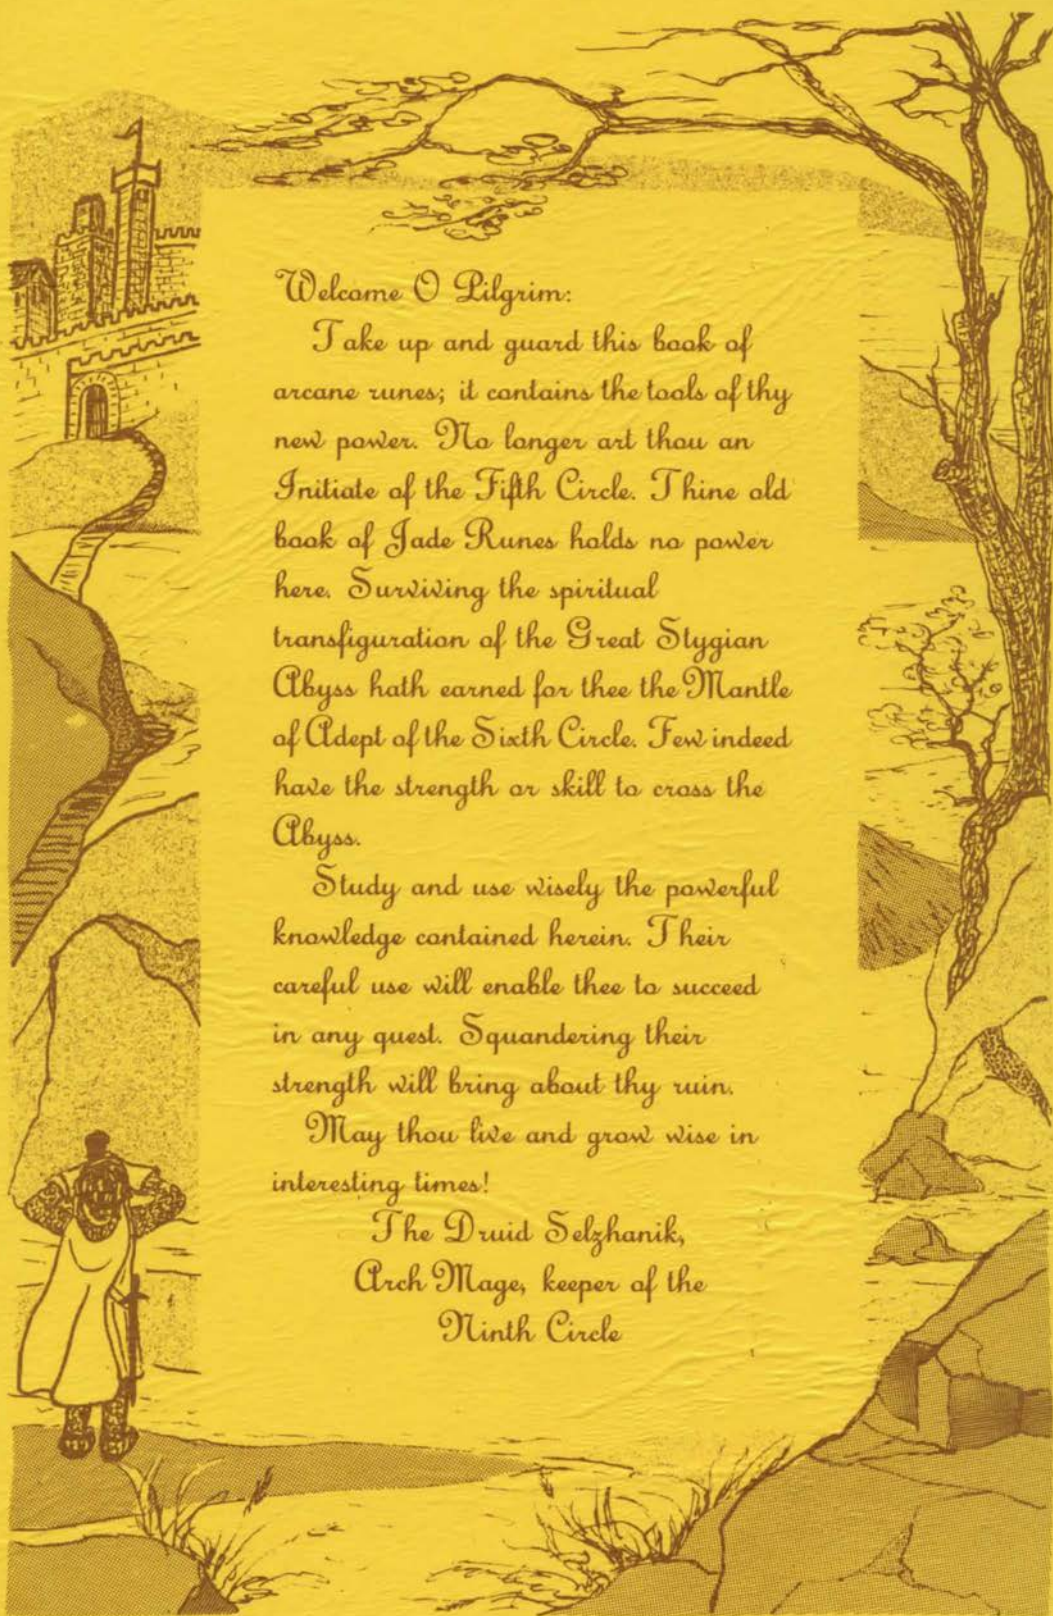 Welcome O Pilgrim:
Take up and guard this book of
arcane runes; it contains the tools of thy
new power. No longer art thou an
Initiate of the Fifth Circle. Thine old
book of Jade Runes holds no power
here. Surviving the spiritual
transfiguration of the Great Stygian
Abyss hath earned for thee the Mantle
of Adept of the Sixth Circle. Few indeed
have the strength or skill to cross the
Abyss.
Study and use wisely the powerful
knowledge contained herein. Their
careful use will enable thee to succeed
in any quest. Squandering their
strength will bring about thy ruin.
May thou live and grow wise in
interesting times!
The Druid Selzhanik,
Arch Mage, keeper of the
Ninth Circle